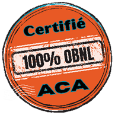 Certifié
100% OBNL
ACA